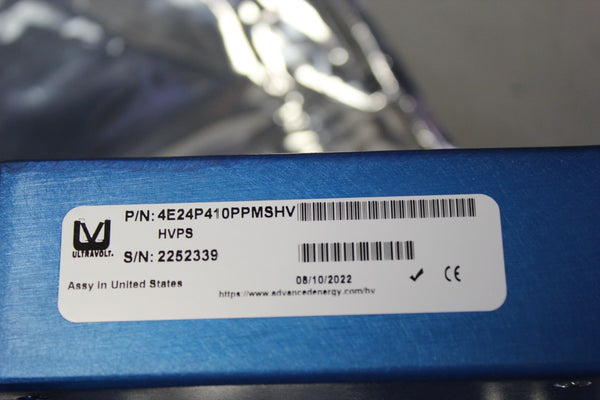 P/N: 4E24P410PPMSHV
HVPS
ULTRAVOLT.
S/N: 2252339
Assy in United States
08/10/2022
CE
https://www.advancedenergy.com/hv